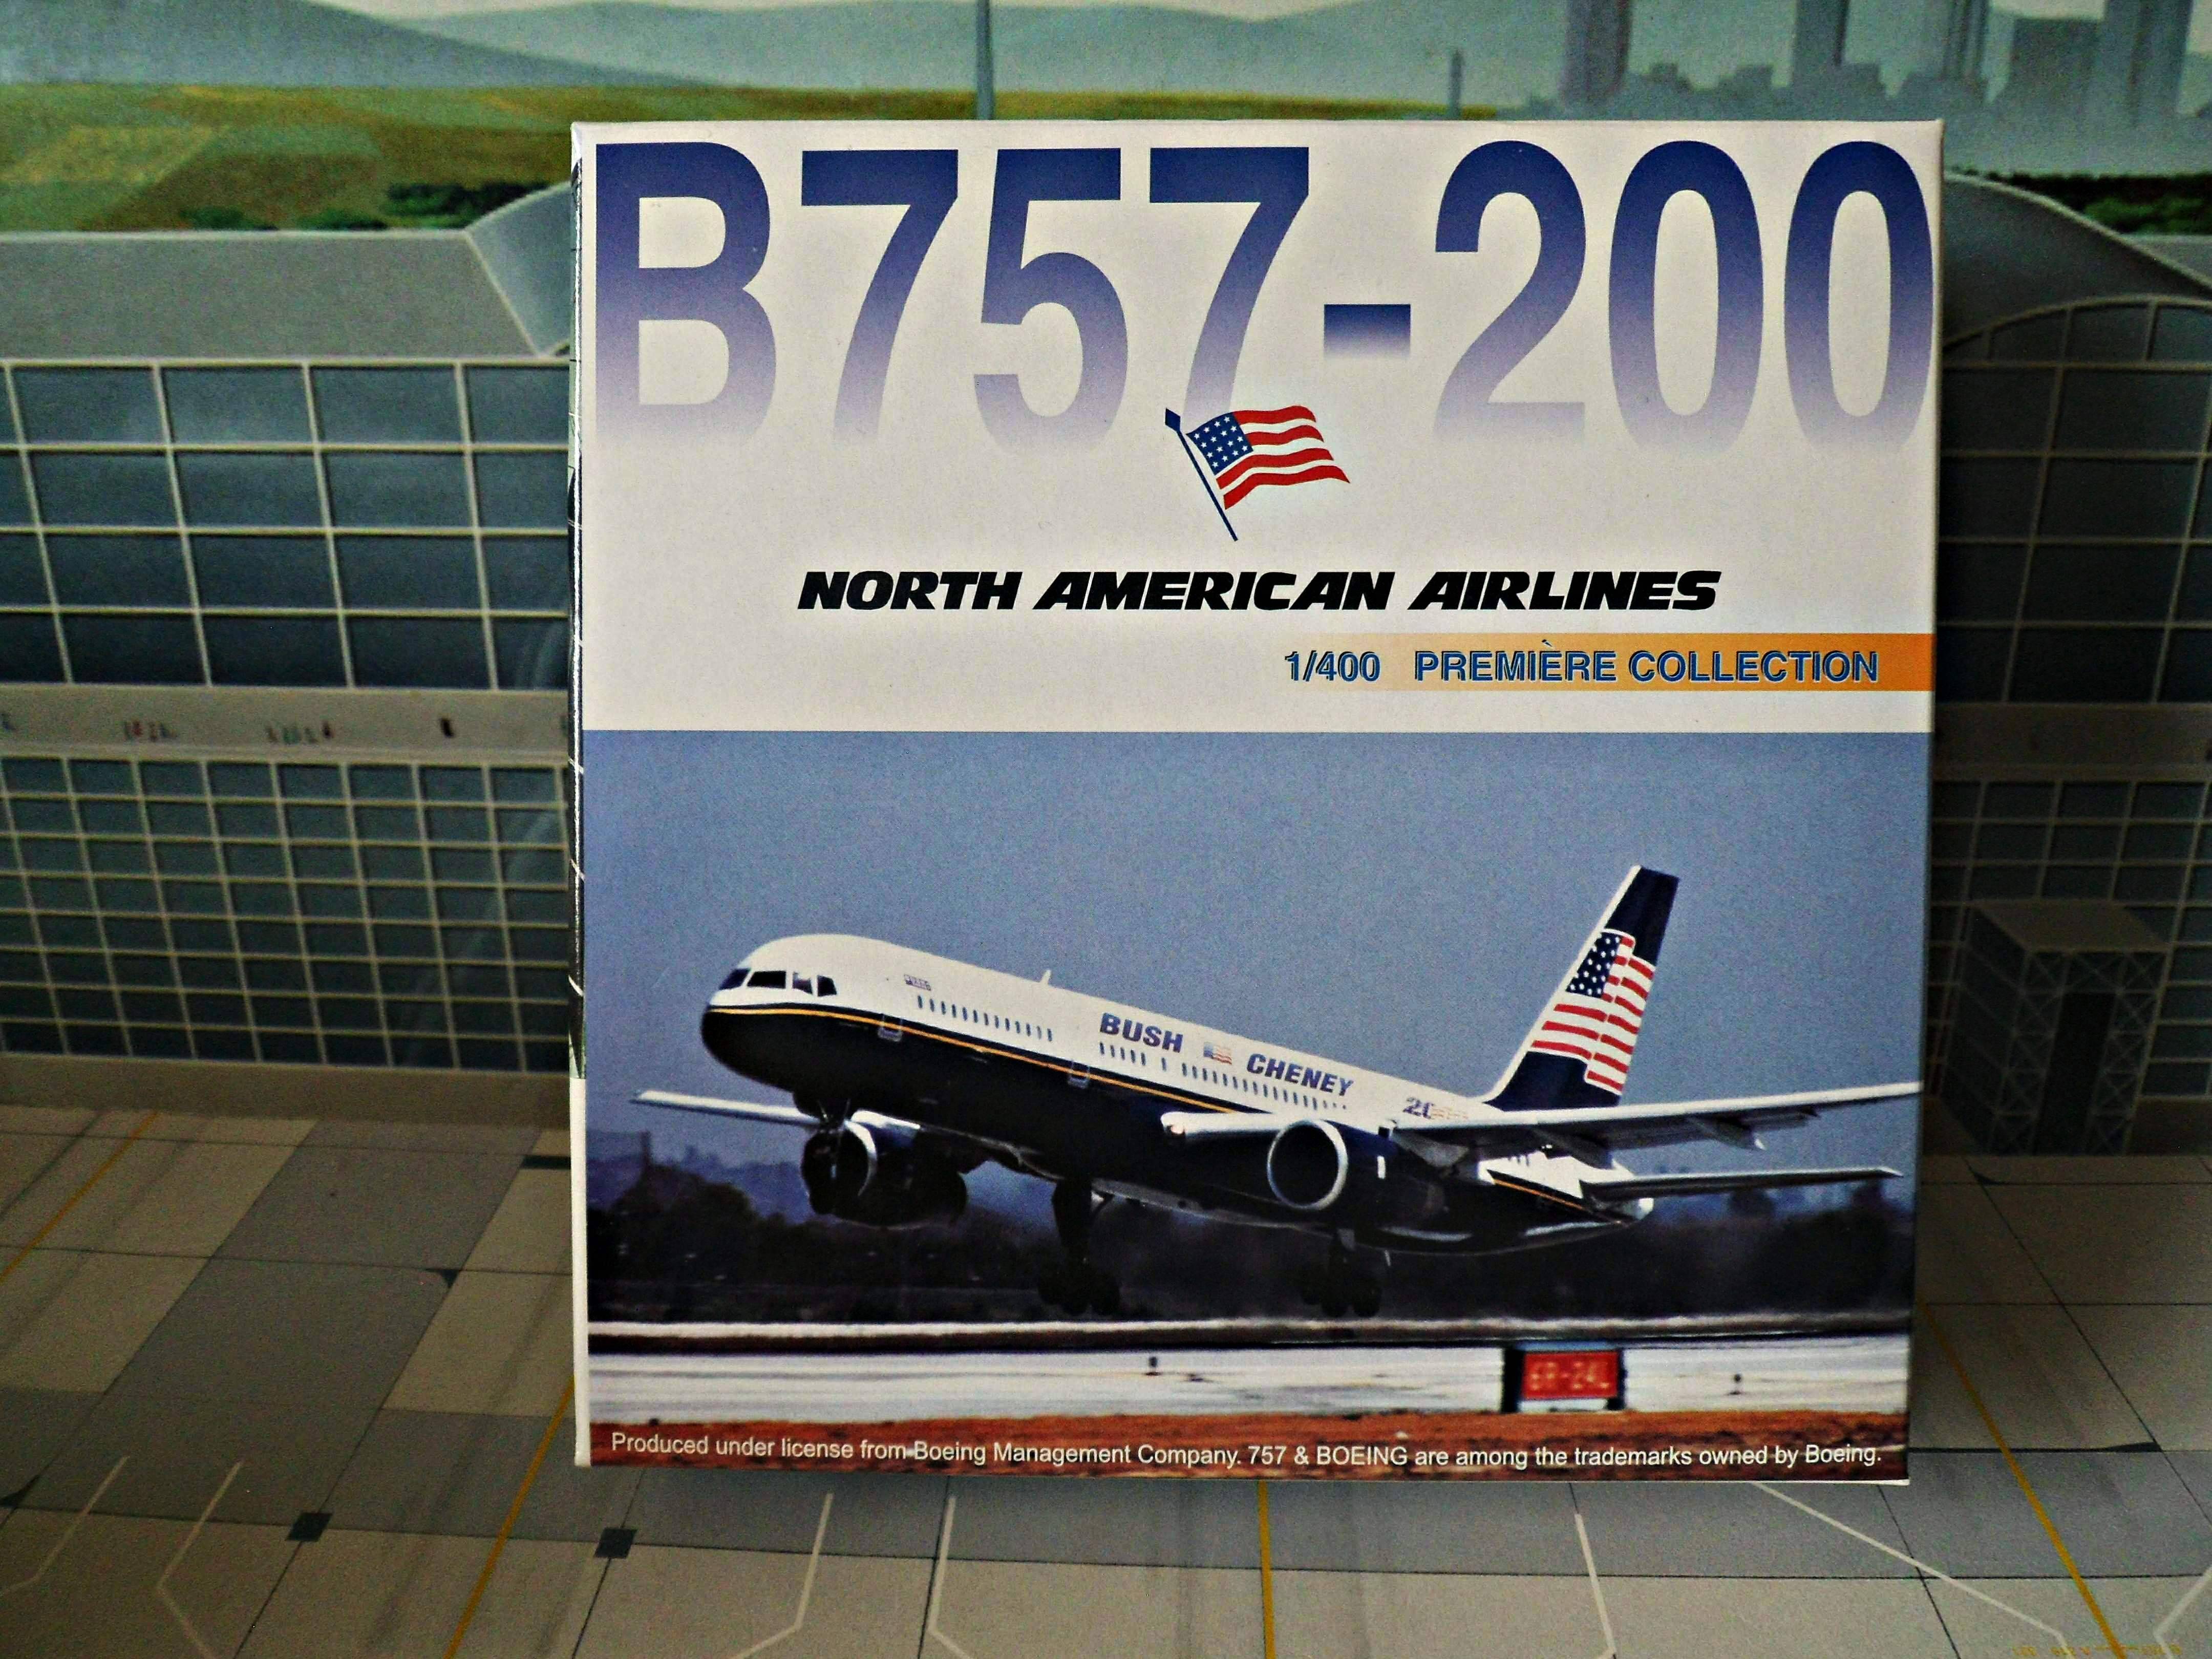 B757-200
NORTH AMERICAN AIRLINES
1/400 PREMIÈRE COLLECTION
BUSH CHENEY
Produced under license from Boeing Management Company. 757 & BOEING are among the trademarks owned by Boeing.